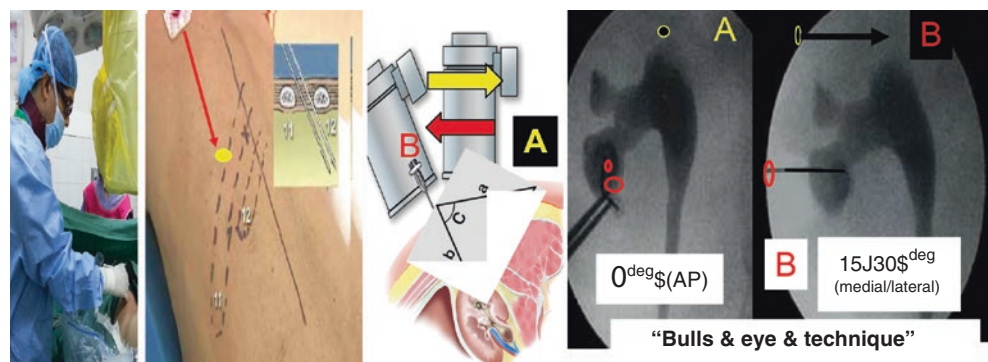 12
11
11
12
B
A
a
C
b
A
0deg$(AP)
B
B
15J30$deg
(medial/lateral)
“Bulls & eye & technique”